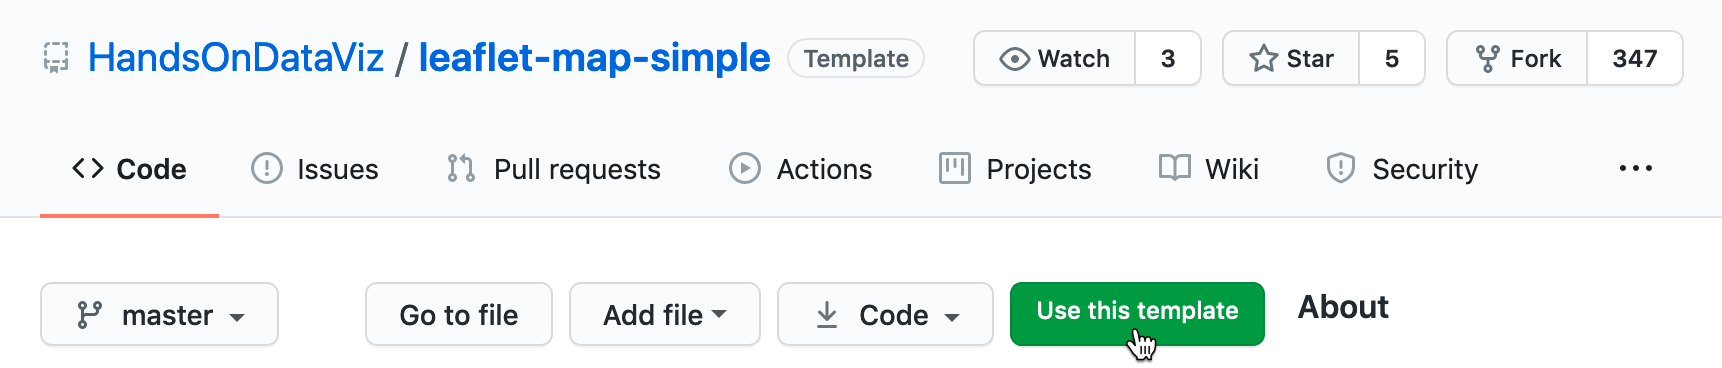 HandsOnDataViz / leaflet-map-simple Template Watch 3 Star 5 Fork 347
Code Issues Pull requests Actions Projects Wiki Security ...
master Go to file Add file Code Use this template About